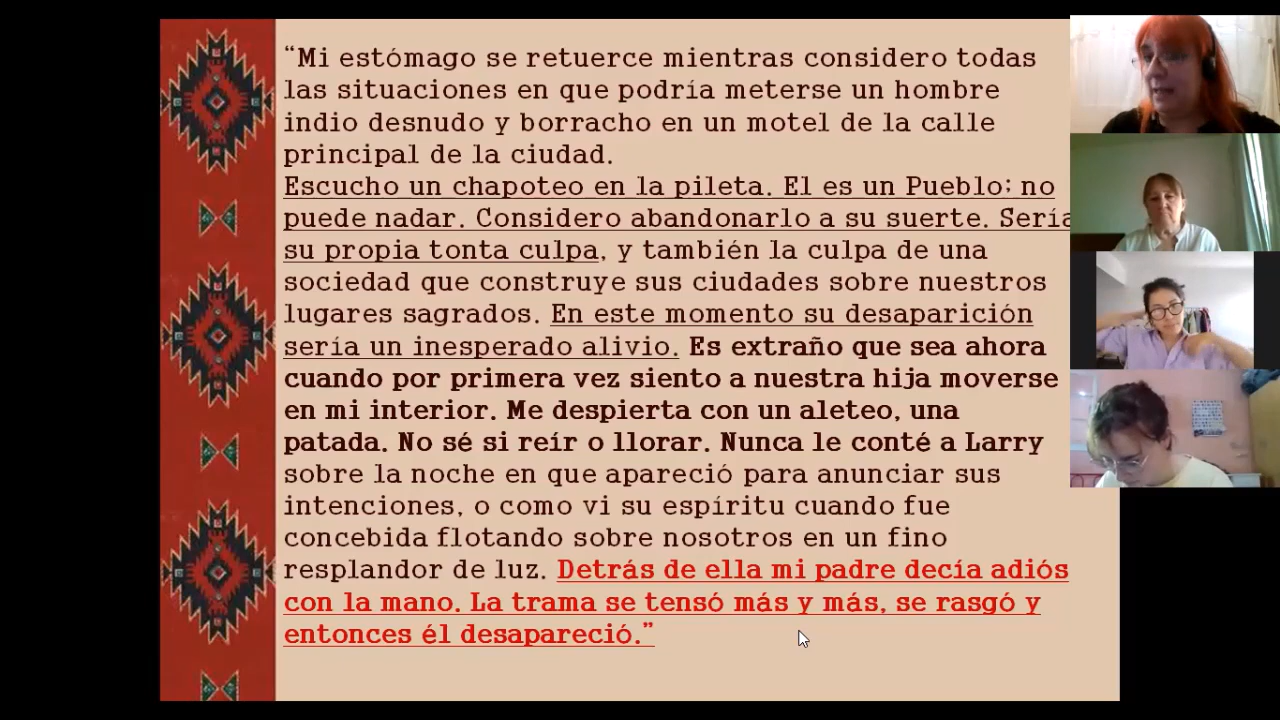 “Mi estómago se retuerce mientras considero todas
las situaciones en que podría meterse un hombre
indio desnudo y borracho en un motel de la calle
principal de la ciudad.
Escucho un chapoteo en la pileta. El es un Pueblo; no
puede nadar. Considero abandonarlo a su suerte. Sería
su propia tonta culpa, y también la culpa de una
sociedad que construye sus ciudades sobre nuestros
lugares sagrados. En este momento su desaparición
sería un inesperado alivio. Es extraño que sea ahora
cuando por primera vez siento a nuestra hija moverse
en mi interior. Me despierta con un aleteo, una
patada. No sé si reír o llorar. Nunca le conté a Larry
sobre la noche en que apareció para anunciar sus
intenciones, o como vi su espíritu cuando fue
concebida flotando sobre nosotros en un fino
resplandor de luz. Detrás de ella mi padre decía adiós
con la mano. La trama se tensó más y más, se rasgó y
entonces él desapareció.”